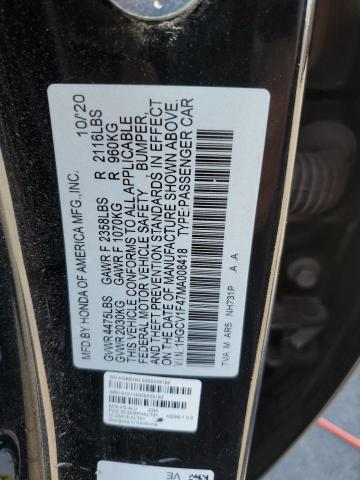 MFD.BY HONDA OF AMERICA MFG.,INC. 10/20
GVWR 4475LBS GAWR F 2358LBS R 2116LBS
GVWR 2030KG GAWR F 1070KG R 960KG
THIS VEHICLE CONFORMS TO ALL APPLICABLE
FEDERAL MOTOR VEHICLE SAFETY, BUMPER,
AND THEFT PREVENTION STANDARDS IN EFFECT
ON THE DATE OF MANUFACTURE SHOWN ABOVE.
V.I.N.:1HGCV1F47MA008418 TYPE:PASSENGER CAR
TVA M AR5 NH731P A A
VE